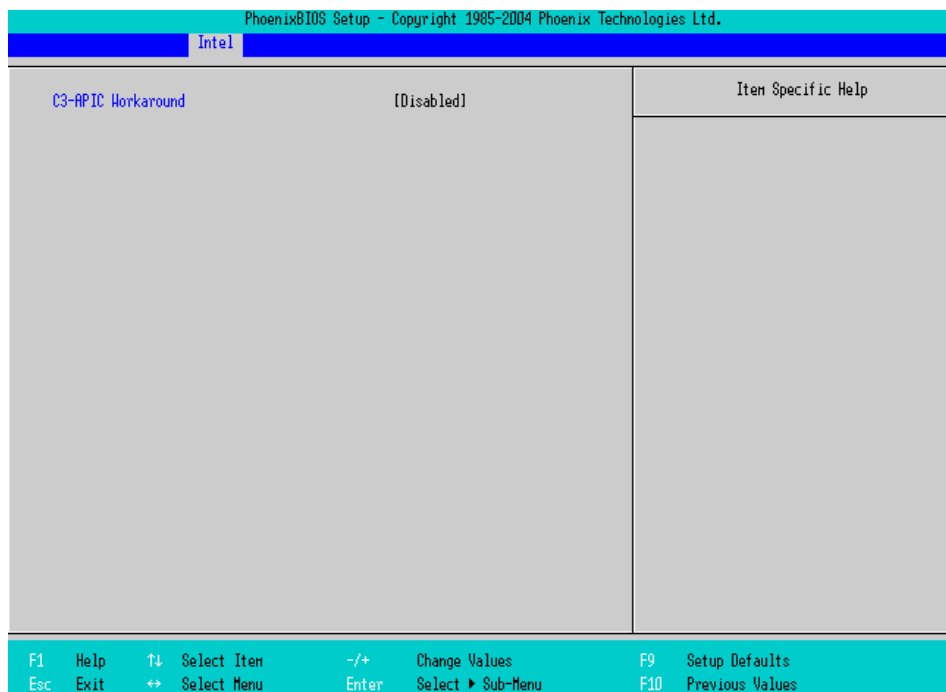 PhoenixBIOS Setup - Copyright 1985-2004 Phoenix Technologies Ltd.
Intel
C3-APIC Workaround [Disabled]
Item Specific Help
F1 Help ↑↓ Select Item -/+ Change Values F9 Setup Defaults
Esc Exit ↔ Select Menu Enter Select ▶ Sub-Menu F10 Previous Values